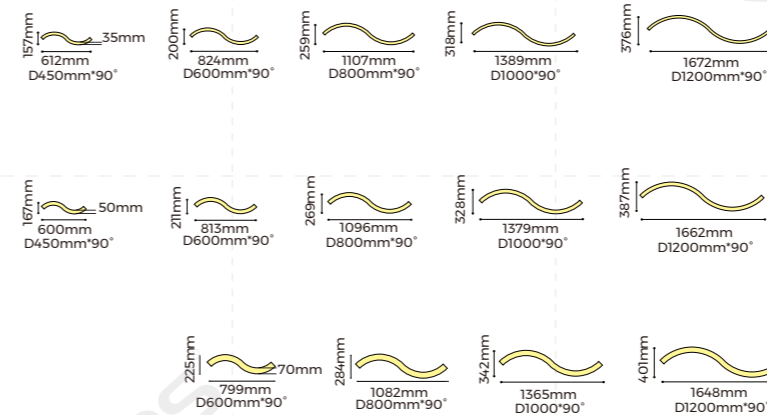 157mm
35mm
612mm
D450mm*90°
200mm
824mm
D600mm*90°
259mm
1107mm
D800mm*90°
318mm
1389mm
D1000*90°
376mm
1672mm
D1200mm*90°
167mm
50mm
600mm
D450mm*90°
211mm
813mm
D600mm*90°
269mm
1096mm
D800mm*90°
328mm
1379mm
D1000*90°
387mm
1662mm
D1200mm*90°
225mm
70mm
799mm
D600mm*90°
284mm
1082mm
D800mm*90°
342mm
1365mm
D1000*90°
401mm
1648mm
D1200mm*90°